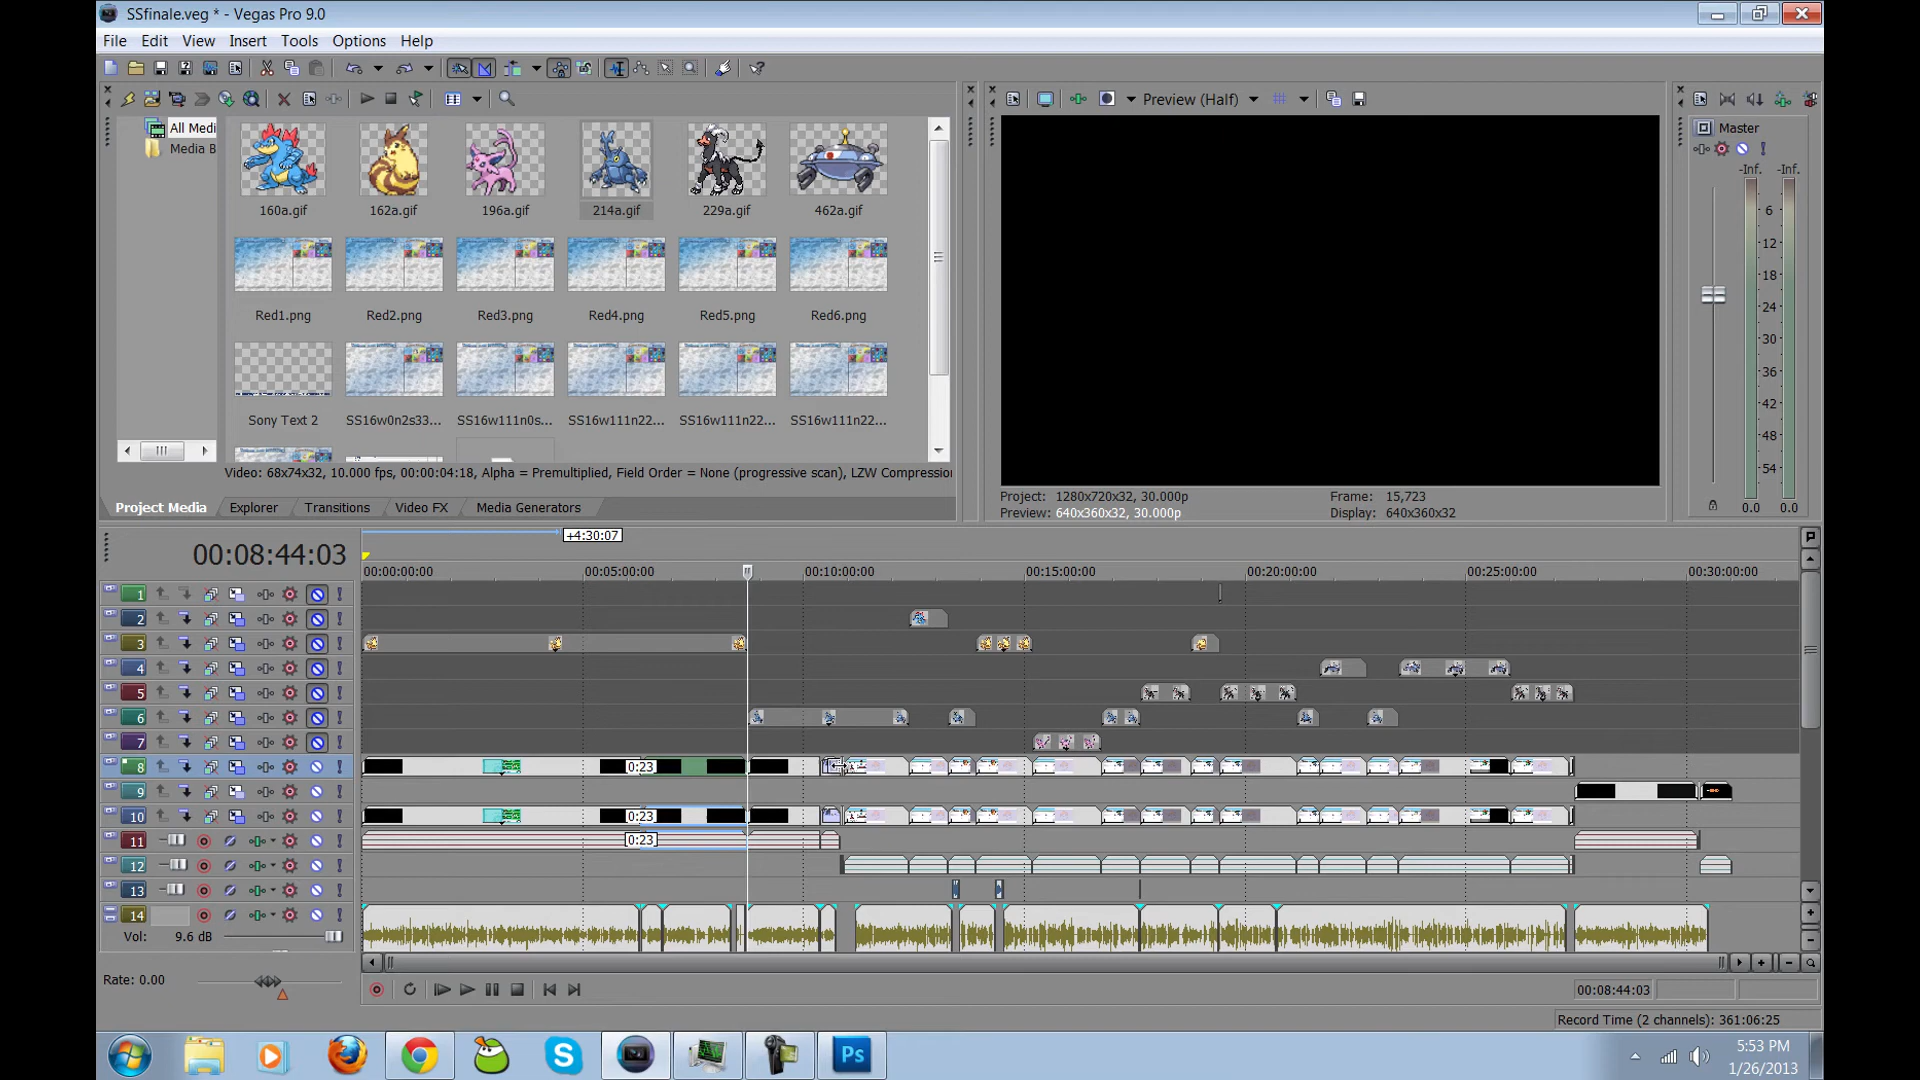 SSfinale.veg * - Vegas Pro 9.0
File Edit View Insert Tools Options Help
Preview (Half)
All Medi
Media B
160a.gif 162a.gif 196a.gif 214a.gif 229a.gif 462a.gif
Red1.png Red2.png Red3.png Red4.png Red5.png Red6.png
Sony Text 2 SS16w0n2s33... SS16w111n0s... SS16w111n22... SS16w111n22... SS16w111n22...
Video: 68x74x32, 10.000 fps, 00:00:04:18, Alpha = Premultiplied, Field Order = None (progressive scan), LZW Compression
Project Media Explorer Transitions Video FX Media Generators
Project: 1280x720x32, 30.000p Frame: 15,723
Preview: 640x360x32, 30.000p Display: 640x360x32
Master
-Inf. -Inf.
6
12
18
24
30
36
42
48
54
0.0 0.0
+4:30:07
00:08:44:03
00:00:00:00 00:05:00:00 00:10:00:00 00:15:00:00 00:20:00:00 00:25:00:00 00:30:00:00
1
2
3
4
5
6
7
8 0:23
9
10 0:23
11 0:23
12
13
14
Vol: 9.6 dB
Rate: 0.00
00:08:44:03
Record Time (2 channels): 361:06:25
Ps
5:53 PM
1/26/2013